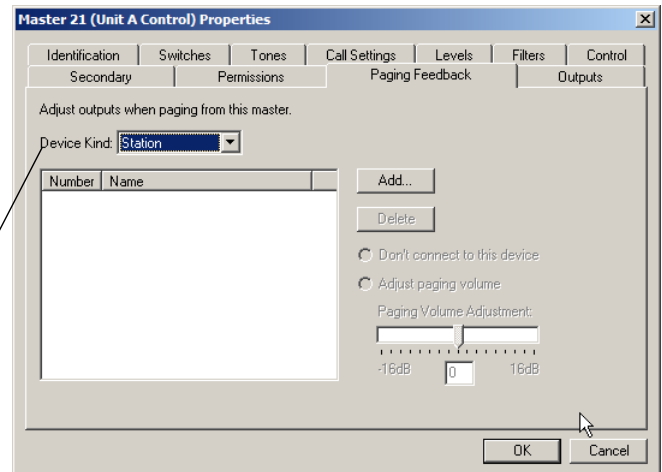 Master 21 (Unit A Control) Properties
Identification Switches Tones Call Settings Levels Filters Control
Secondary Permissions Paging Feedback Outputs
Adjust outputs when paging from this master.
Device Kind: Station
Number Name
Add...
Delete
Don't connect to this device
Adjust paging volume
Paging Volume Adjustment:
-16dB 0 16dB
OK Cancel